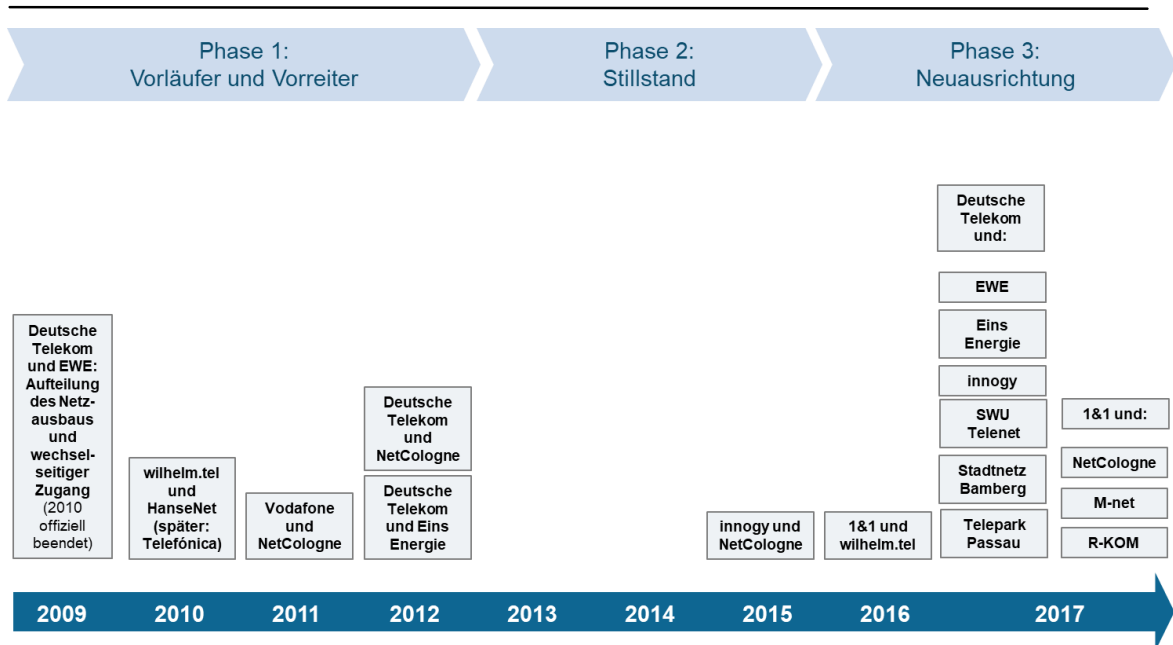 Phase 1:
Vorläufer und Vorreiter
Phase 2:
Stillstand
Phase 3:
Neuausrichtung
Deutsche
Telekom
und EWE:
Aufteilung
des Netz-
ausbaus
und
wechsel-
seitiger
Zugang
(2010
offiziell
beendet)
wilhelm.tel
und
HanseNet
(später:
Telefónica)
Vodafone
und
NetCologne
Deutsche
Telekom
und
NetCologne
Deutsche
Telekom
und Eins
Energie
innogy und
NetCologne
1&1 und
wilhelm.tel
Deutsche
Telekom
und:
EWE
Eins
Energie
innogy
SWU
Telenet
Stadtnetz
Bamberg
Telepark
Passau
1&1 und:
NetCologne
M-net
R-KOM
2009
2010
2011
2012
2013
2014
2015
2016
2017